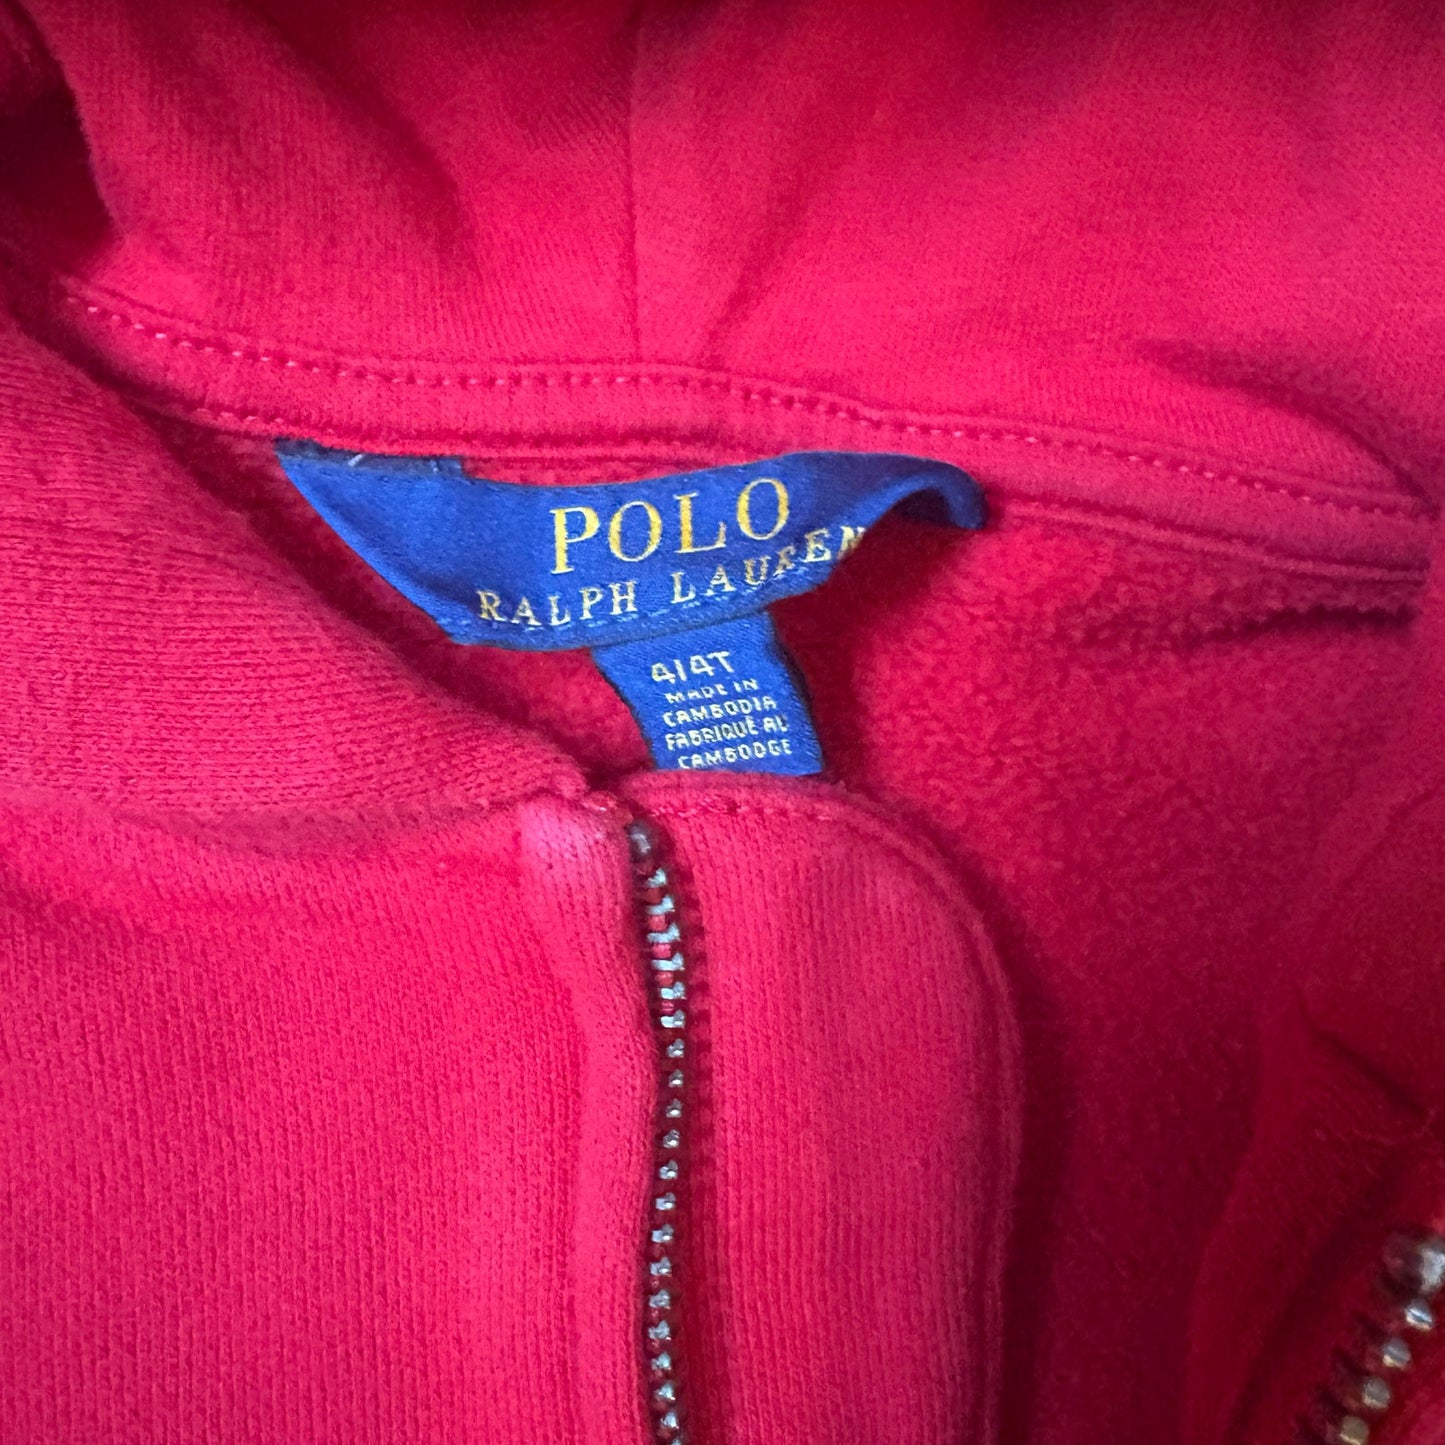 POLO
RALPH LAUREN
4/4T
MADE IN
CAMBODIA
FABRIQUÉ AU
CAMBODGE